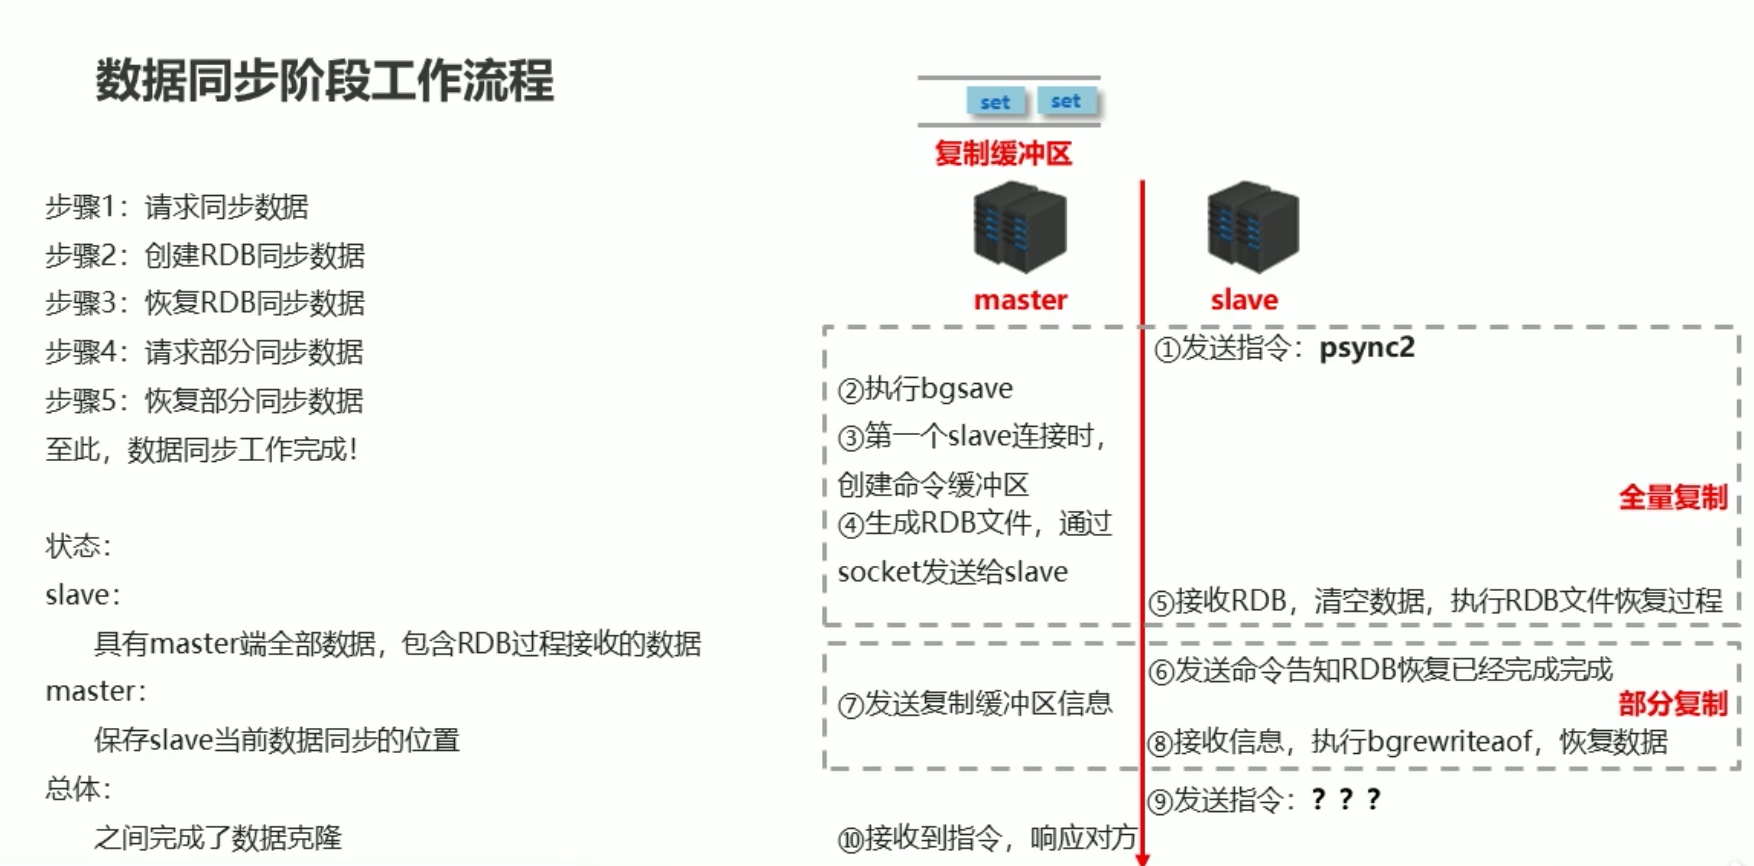 数据同步阶段工作流程
步骤1：请求同步数据
步骤2：创建RDB同步数据
步骤3：恢复RDB同步数据
步骤4：请求部分同步数据
步骤5：恢复部分同步数据
至此，数据同步工作完成！
状态：
slave：
具有master端全部数据，包含RDB过程接收的数据
master：
保存slave当前数据同步的位置
总体：
之间完成了数据克隆
set set
复制缓冲区
master slave
①发送指令：psync2
②执行bgsave
③第一个slave连接时，
创建命令缓冲区
全量复制
④生成RDB文件，通过
socket发送给slave
⑤接收RDB，清空数据，执行RDB文件恢复过程
⑥发送命令告知RDB恢复已经完成完成
⑦发送复制缓冲区信息
部分复制
⑧接收信息，执行bgrewriteaof，恢复数据
⑨发送指令：？？？
⑩接收到指令，响应对方